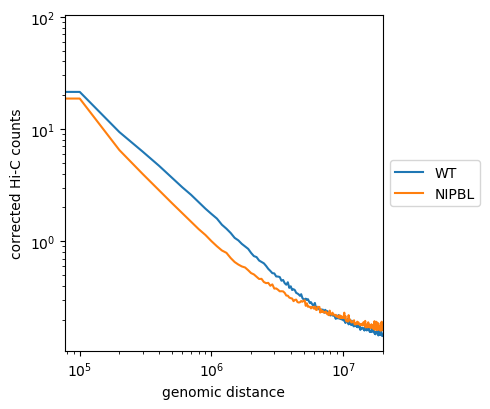 10²
10¹
10⁰
corrected Hi-C counts
10⁵
10⁶
10⁷
genomic distance
WT
NIPBL